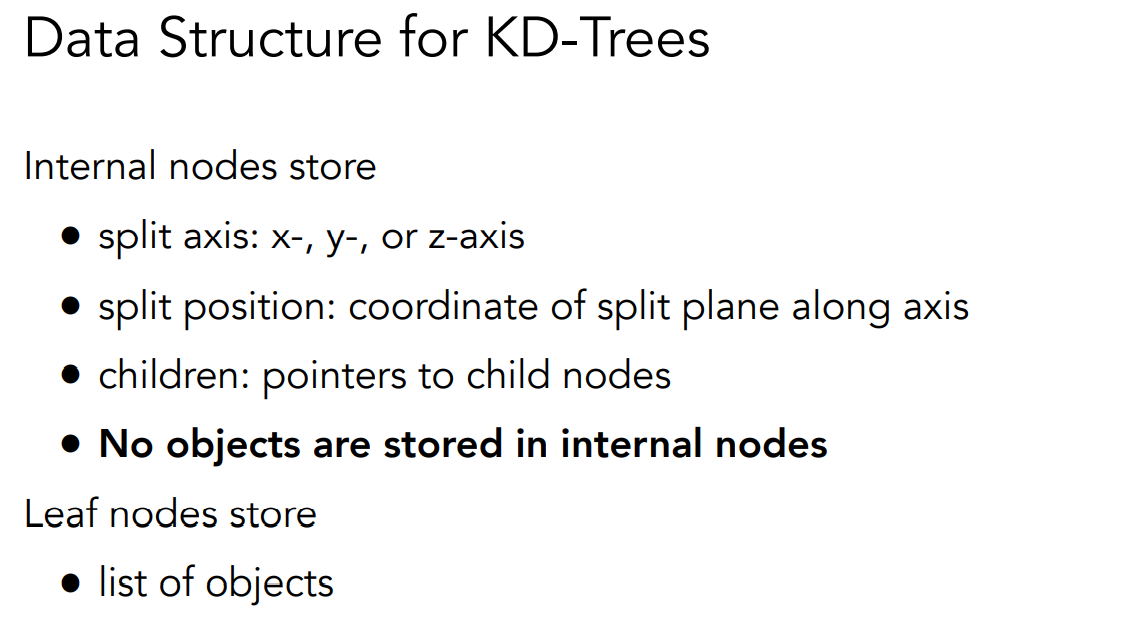 Data Structure for KD-Trees
Internal nodes store
● split axis: x-, y-, or z-axis
● split position: coordinate of split plane along axis
● children: pointers to child nodes
● No objects are stored in internal nodes
Leaf nodes store
● list of objects